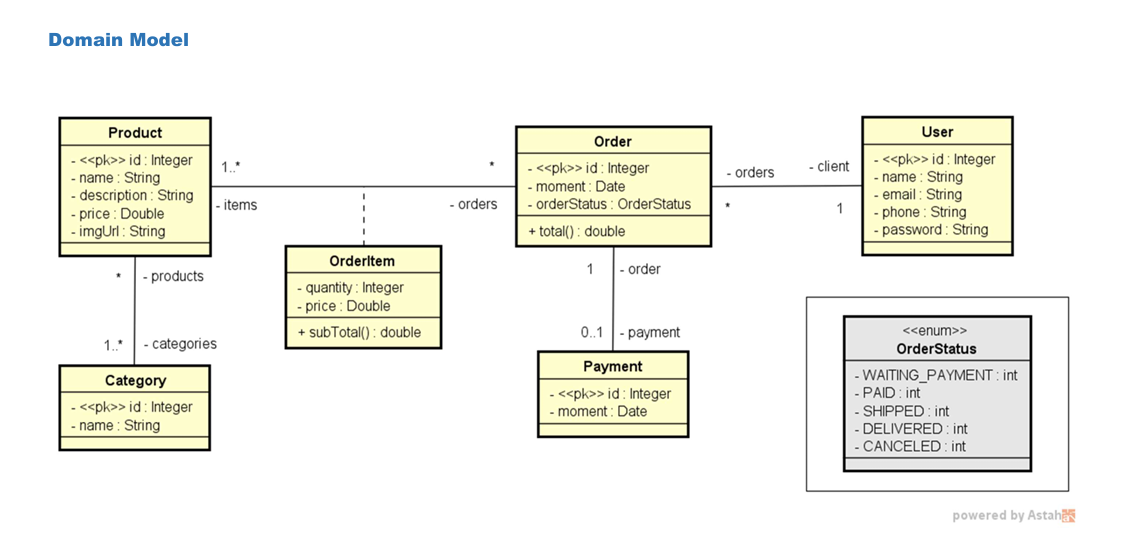 Domain Model
Product
- <<pk>> id : Integer
- name : String
- description : String
- price : Double
- imgUrl : String
1..*
- items
*
- orders
OrderItem
- quantity : Integer
- price : Double
+ subTotal() : double
Order
- <<pk>> id : Integer
- moment : Date
- orderStatus : OrderStatus
+ total() : double
- orders
*
- client
1
User
- <<pk>> id : Integer
- name : String
- email : String
- phone : String
- password : String
*
- products
1..*
- categories
Category
- <<pk>> id : Integer
- name : String
1
- order
0..1
- payment
Payment
- <<pk>> id : Integer
- moment : Date
<<enum>>
OrderStatus
- WAITING_PAYMENT : int
- PAID : int
- SHIPPED : int
- DELIVERED : int
- CANCELED : int
powered by Astah